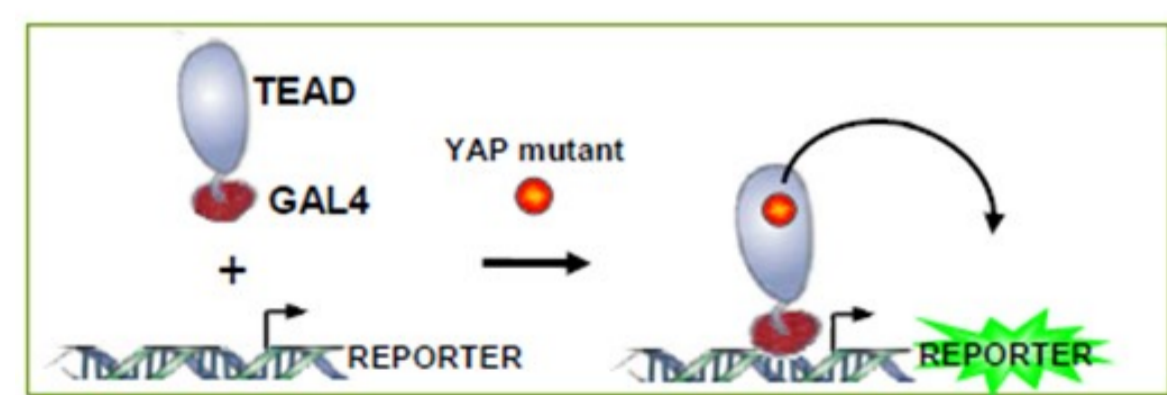 TEAD
YAP mutant
GAL4
+
REPORTER
REPORTER